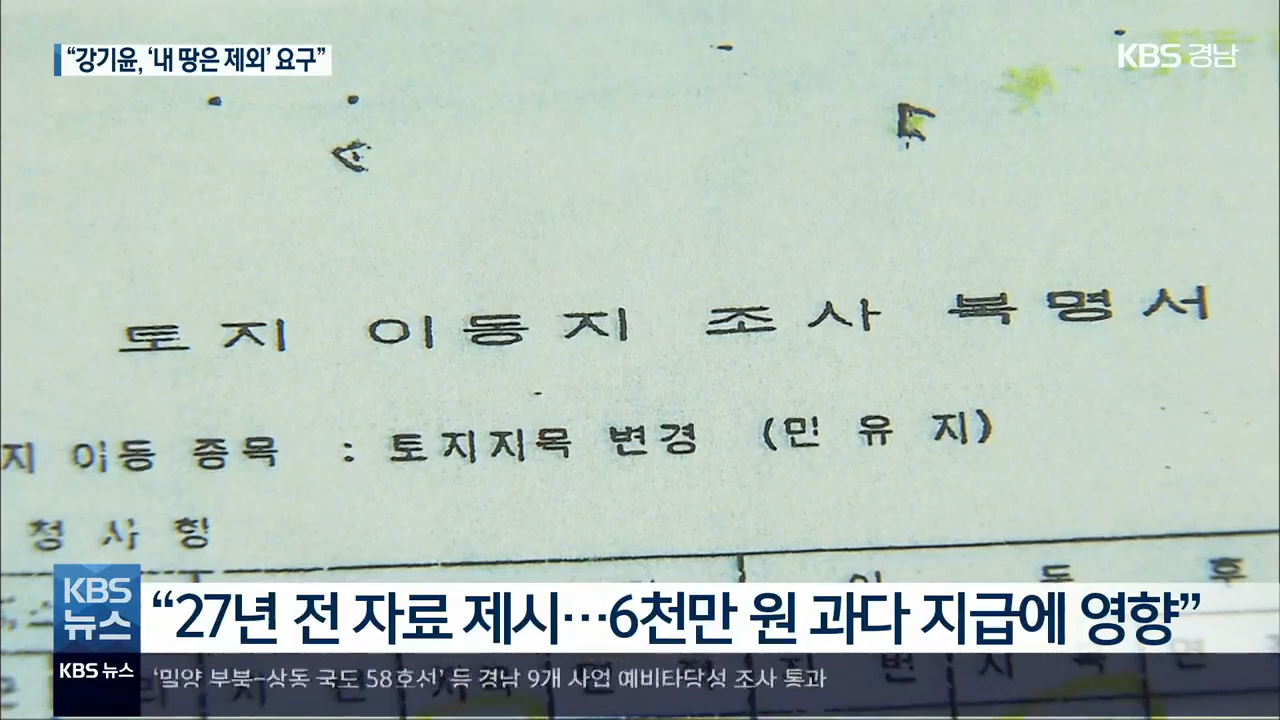 “강기윤, ‘내 땅은 제외’ 요구”
KBS 경남
토지 이동지 조사 복명서
지 이동 종목 : 토지지목 변경 (민 유 지)
청 사 항
이 동 후
KBS
뉴스
“27년 전 자료 제시…6천만 원 과다 지급에 영향”
KBS 뉴스
‘밀양 부북-상동 국도 58호선’ 등 경남 9개 사업 예비타당성 조사 통과